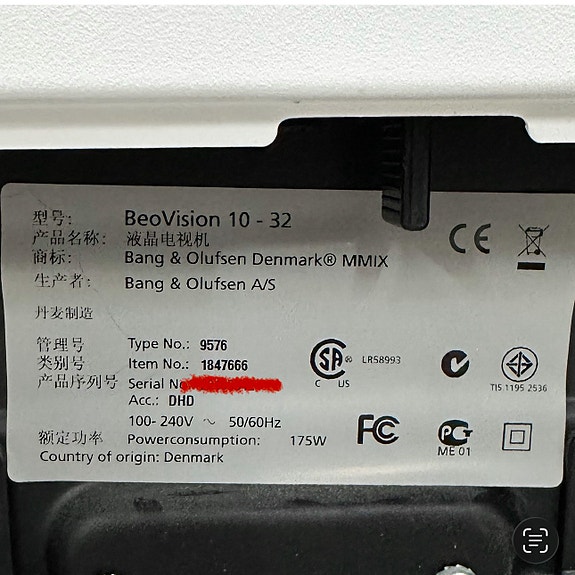 型号: BeoVision 10 - 32
产品名称: 液晶电视机
商标: Bang & Olufsen Denmark® MMIX
生产者: Bang & Olufsen A/S
丹麦制造
管理号 Type No.: 9576
类别号 Item No.: 1847666
产品序列号 Serial No
Acc.: DHD
100- 240V ~ 50/60Hz
额定功率 Powerconsumption: 175W
Country of origin: Denmark
CE
SA® LR58993
C US
TIS 1195 2536
FC
PG
ME 01